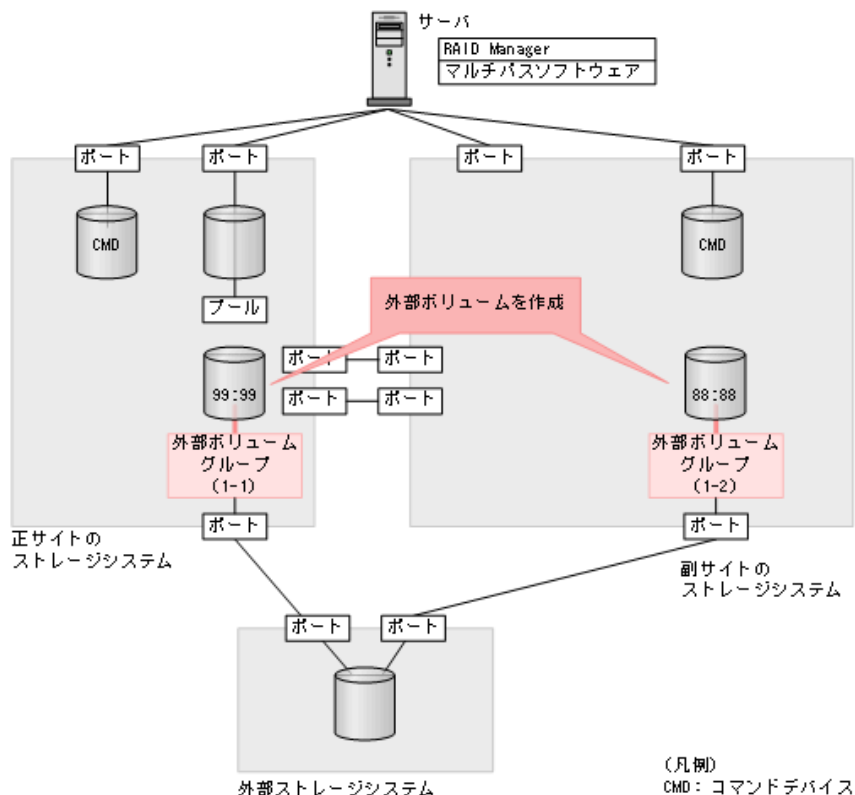 サーバ
RAID Manager
マルチパスソフトウェア
ポート
ポート
ポート
ポート
CMD
CMD
プール
外部ボリュームを作成
ポート
ポート
ポート
ポート
99:99
88:88
外部ボリューム
グループ
(1-1)
外部ボリューム
グループ
(1-2)
ポート
ポート
正サイトの
ストレージシステム
副サイトの
ストレージシステム
ポート
ポート
外部ストレージシステム
(凡例)
CMD: コマンドデバイス